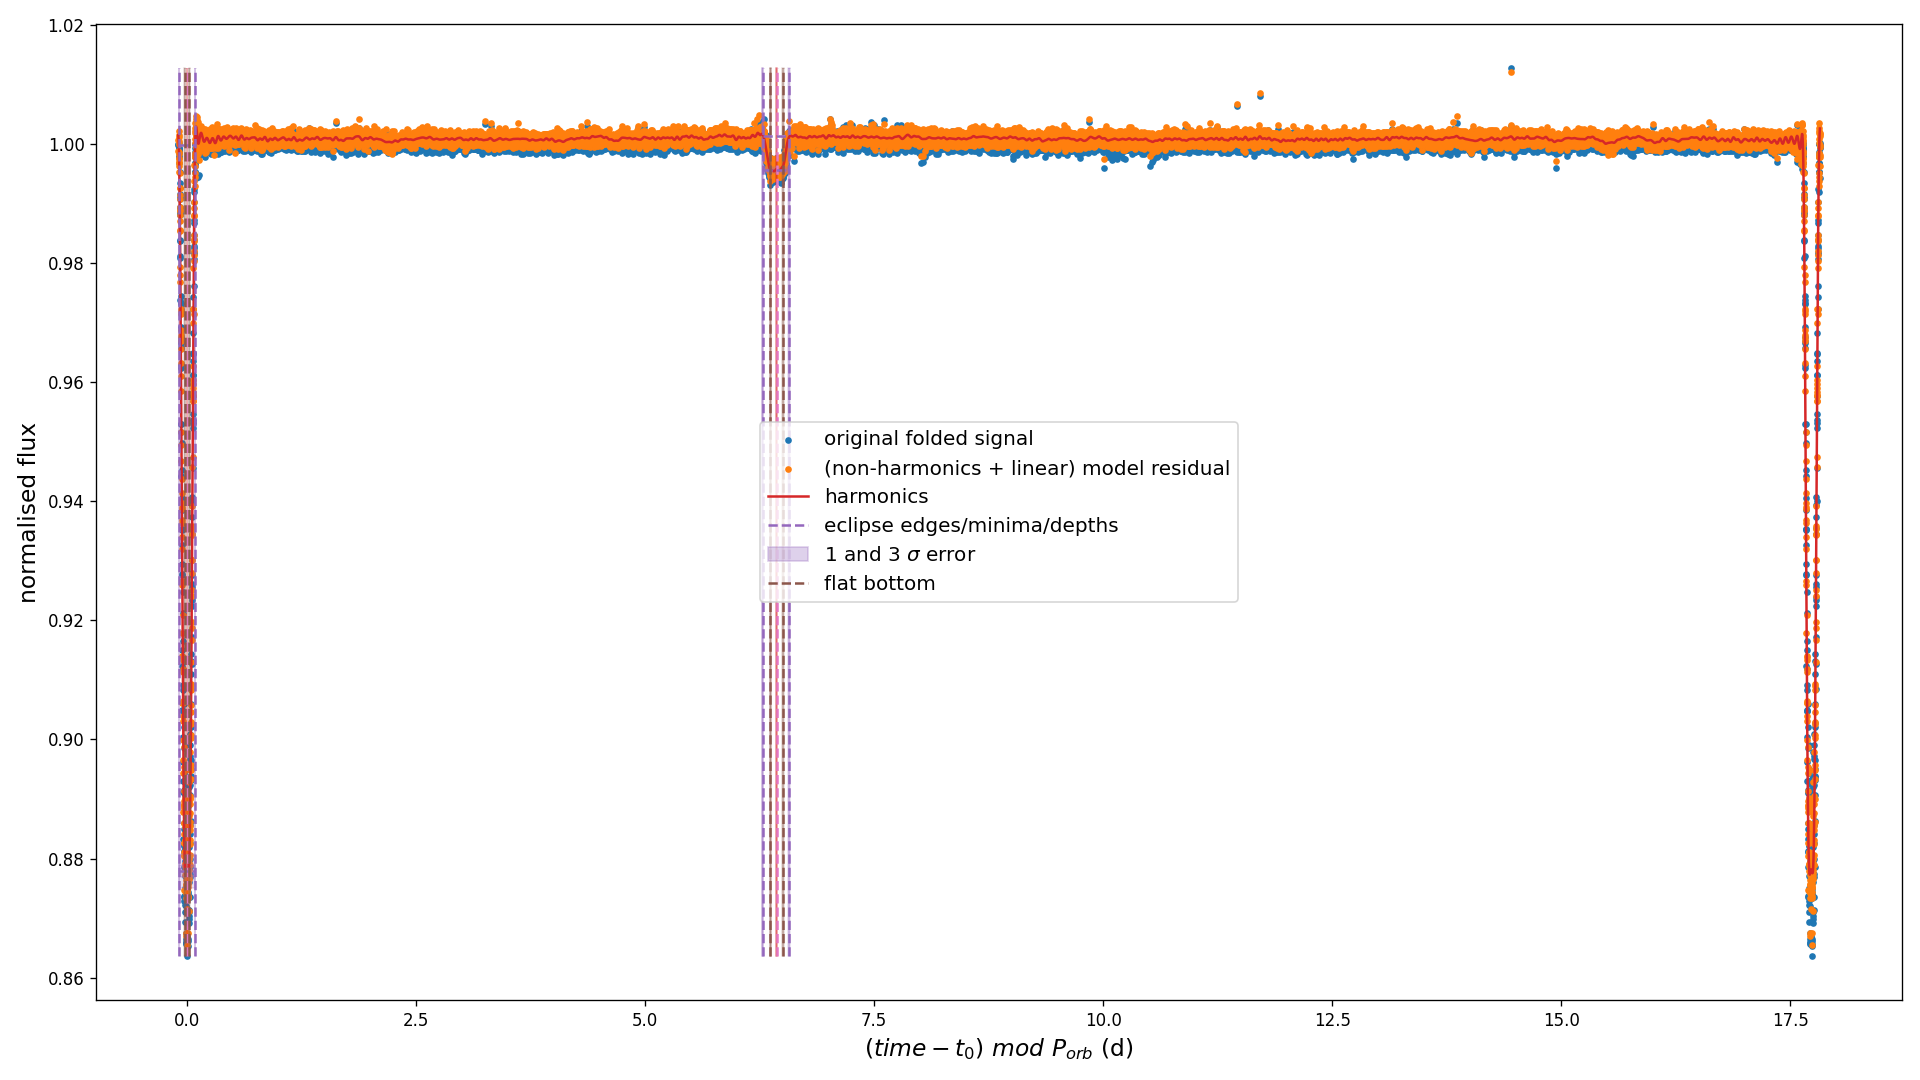 1.02
1.00
0.98
0.96
0.94
0.92
0.90
0.88
0.86
normalised flux
original folded signal
(non-harmonics + linear) model residual
harmonics
eclipse edges/minima/depths
1 and 3 σ error
flat bottom
0.0 2.5 5.0 7.5 10.0 12.5 15.0 17.5
(time − t₀) mod Pₒᵣb (d)